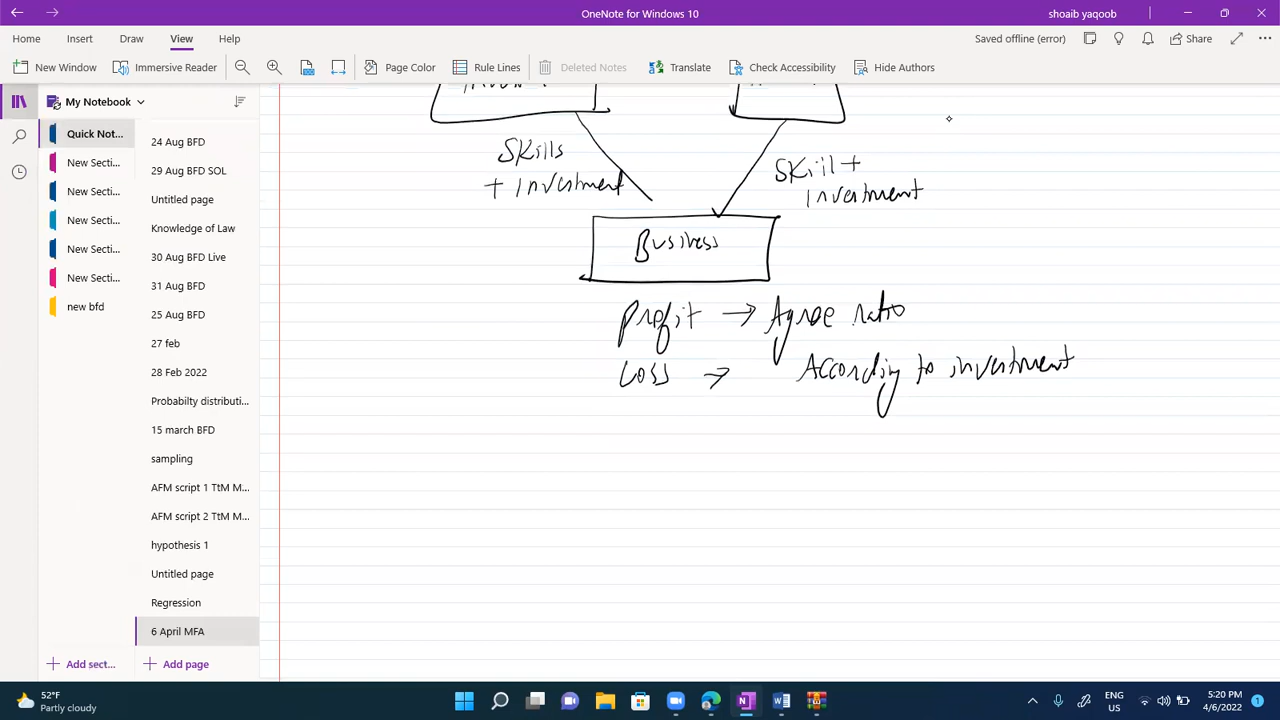 OneNote for Windows 10
shoaib yaqoob
Home Insert Draw View Help
Saved offline (error)
Share
New Window
Immersive Reader
Page Color
Rule Lines
Deleted Notes
Translate
Check Accessibility
Hide Authors
My Notebook
Quick Not...
New Secti...
New Secti...
New Secti...
New Secti...
New Secti...
new bfd
Add sect...
24 Aug BFD
29 Aug BFD SOL
Untitled page
Knowledge of Law
30 Aug BFD Live
31 Aug BFD
25 Aug BFD
27 feb
28 Feb 2022
Probabilty distributi...
15 march BFD
sampling
AFM script 1 TtM M...
AFM script 2 TtM M...
hypothesis 1
Untitled page
Regression
6 April MFA
Add page
Skills
+ Investment
Skill +
Investment
Business
Profit → Agree ratio
Loss → According to investment
52°F
Partly cloudy
ENG
US
5:20 PM
4/6/2022